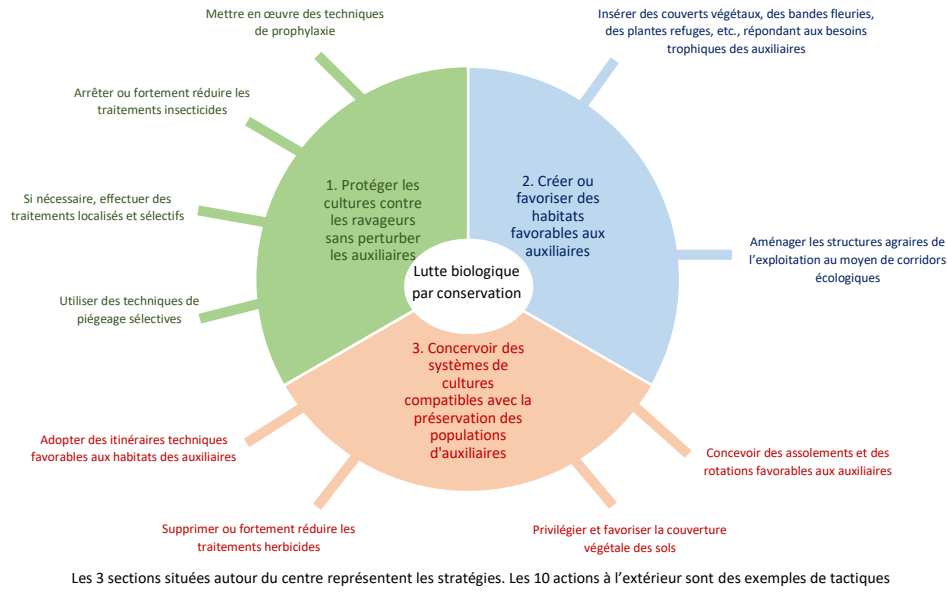 Mettre en œuvre des techniques
de prophylaxie
Arrêter ou fortement réduire les
traitements insecticides
Si nécessaire, effectuer des
traitements localisés et sélectifs
Utiliser des techniques de
piégeage sélectives
1. Protéger les
cultures contre
les ravageurs
sans perturber
les auxiliaires
Insérer des couverts végétaux, des bandes fleuries,
des plantes refuges, etc., répondant aux besoins
trophiques des auxiliaires
2. Créer ou
favoriser des
habitats
favorables aux
auxiliaires
Aménager les structures agraires de
l’exploitation au moyen de corridors
écologiques
Lutte biologique
par conservation
3. Concervoir des
systèmes de
cultures
compatibles avec la
préservation des
populations
d'auxiliaires
Adopter des itinéraires techniques
favorables aux habitats des auxiliaires
Supprimer ou fortement réduire les
traitements herbicides
Privilégier et favoriser la couverture
végétale des sols
Concevoir des assolements et des
rotations favorables aux auxiliaires
Les 3 sections situées autour du centre représentent les stratégies. Les 10 actions à l’extérieur sont des exemples de tactiques